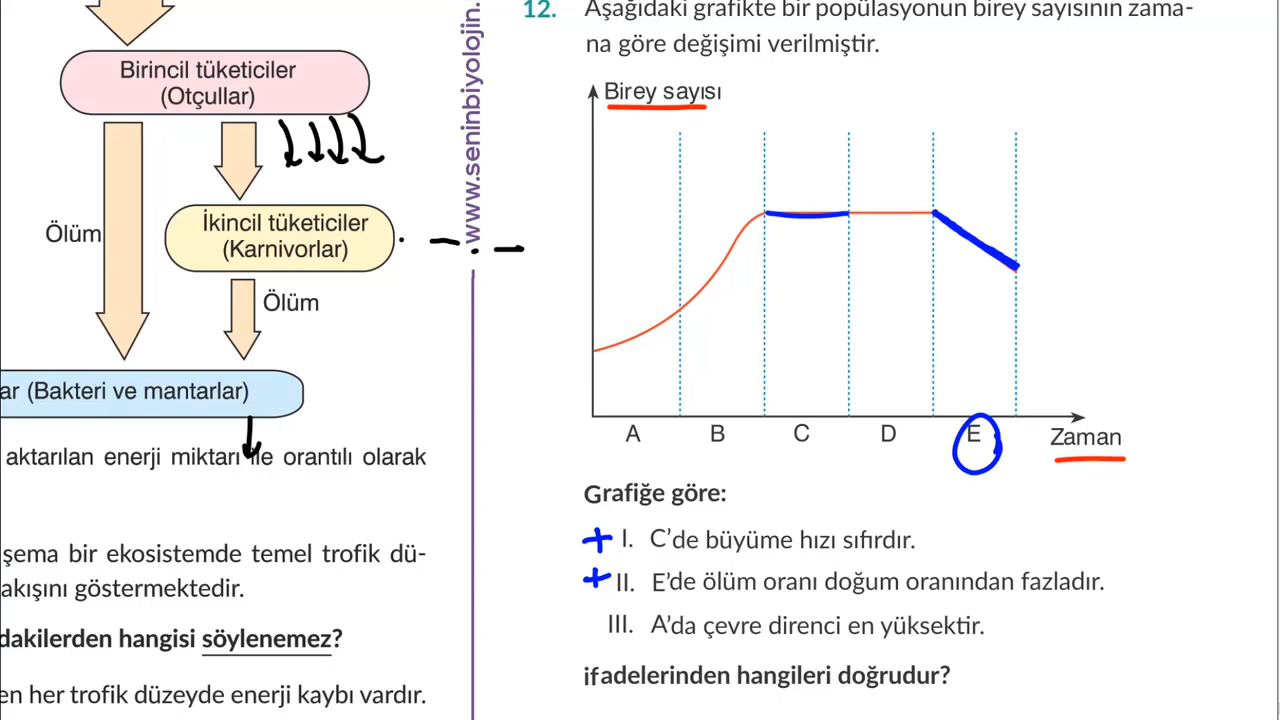 Birincil tüketiciler
(Otçullar)
Ölüm
İkincil tüketiciler
(Karnivorlar)
Ölüm
ar (Bakteri ve mantarlar)
aktarılan enerji miktarı ile orantılı olarak
şema bir ekosistemde temel trofik dü-
akışını göstermektedir.
dakilerden hangisi söylenemez?
en her trofik düzeyde enerji kaybı vardır.
www.seninbiyolojin.
12. Aşağıdaki grafikte bir popülasyonun birey sayısının zama-
na göre değişimi verilmiştir.
Birey sayısı
A B C D E Zaman
Grafiğe göre:
I. C'de büyüme hızı sıfırdır.
II. E'de ölüm oranı doğum oranından fazladır.
III. A'da çevre direnci en yüksektir.
ifadelerinden hangileri doğrudur?